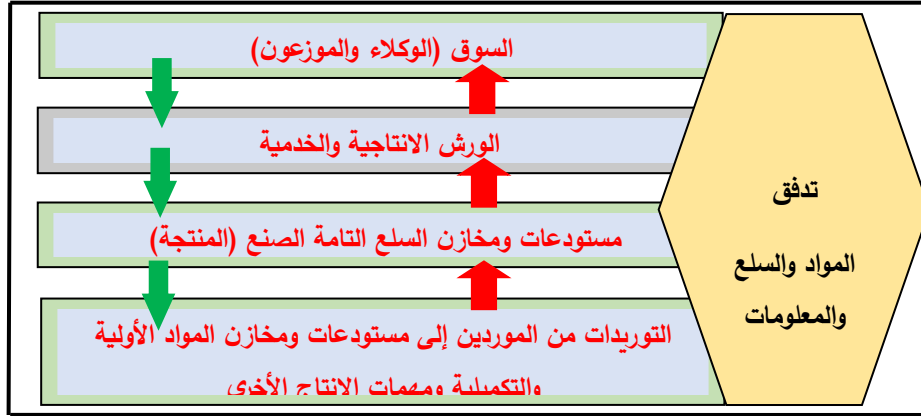 السوق (الوكلاء والموزعون)
الورش الانتاجية والخدمية
مستودعات ومخازن السلع التامة الصنع (المنتجة)
التوريدات من الموردين إلى مستودعات ومخازن المواد الأولية
والتكميلية ومهمات الانتاج الأخرى
تدفق
المواد والسلع
والمعلومات